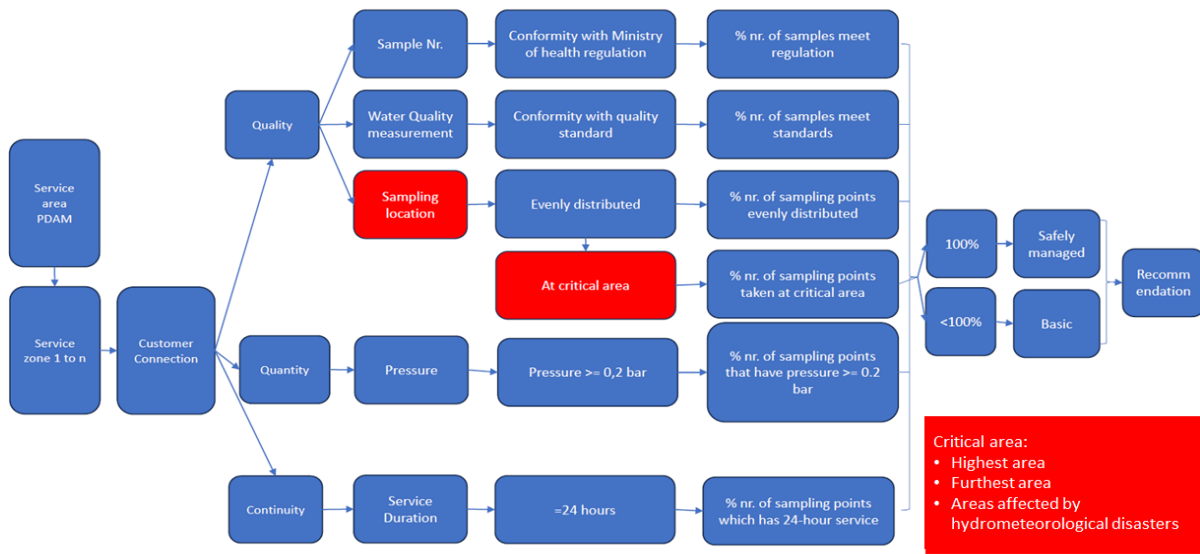 Sample Nr.
Conformity with Ministry
of health regulation
% nr. of samples meet
regulation
Quality
Water Quality
measurement
Conformity with quality
standard
% nr. of samples meet
standards
Service
area
PDAM
Sampling
location
Evenly distributed
% nr. of sampling points
evenly distributed
100%
Safely
managed
At critical area
% nr. of sampling points
taken at critical area
Recomm
endation
Service
zone 1 to n
Customer
Connection
<100%
Basic
Quantity
Pressure
Pressure >= 0,2 bar
% nr. of sampling points
that have pressure >= 0.2
bar
Continuity
Service
Duration
=24 hours
% nr. of sampling points
which has 24-hour service
Critical area:
• Highest area
• Furthest area
• Areas affected by
hydrometeorological disasters